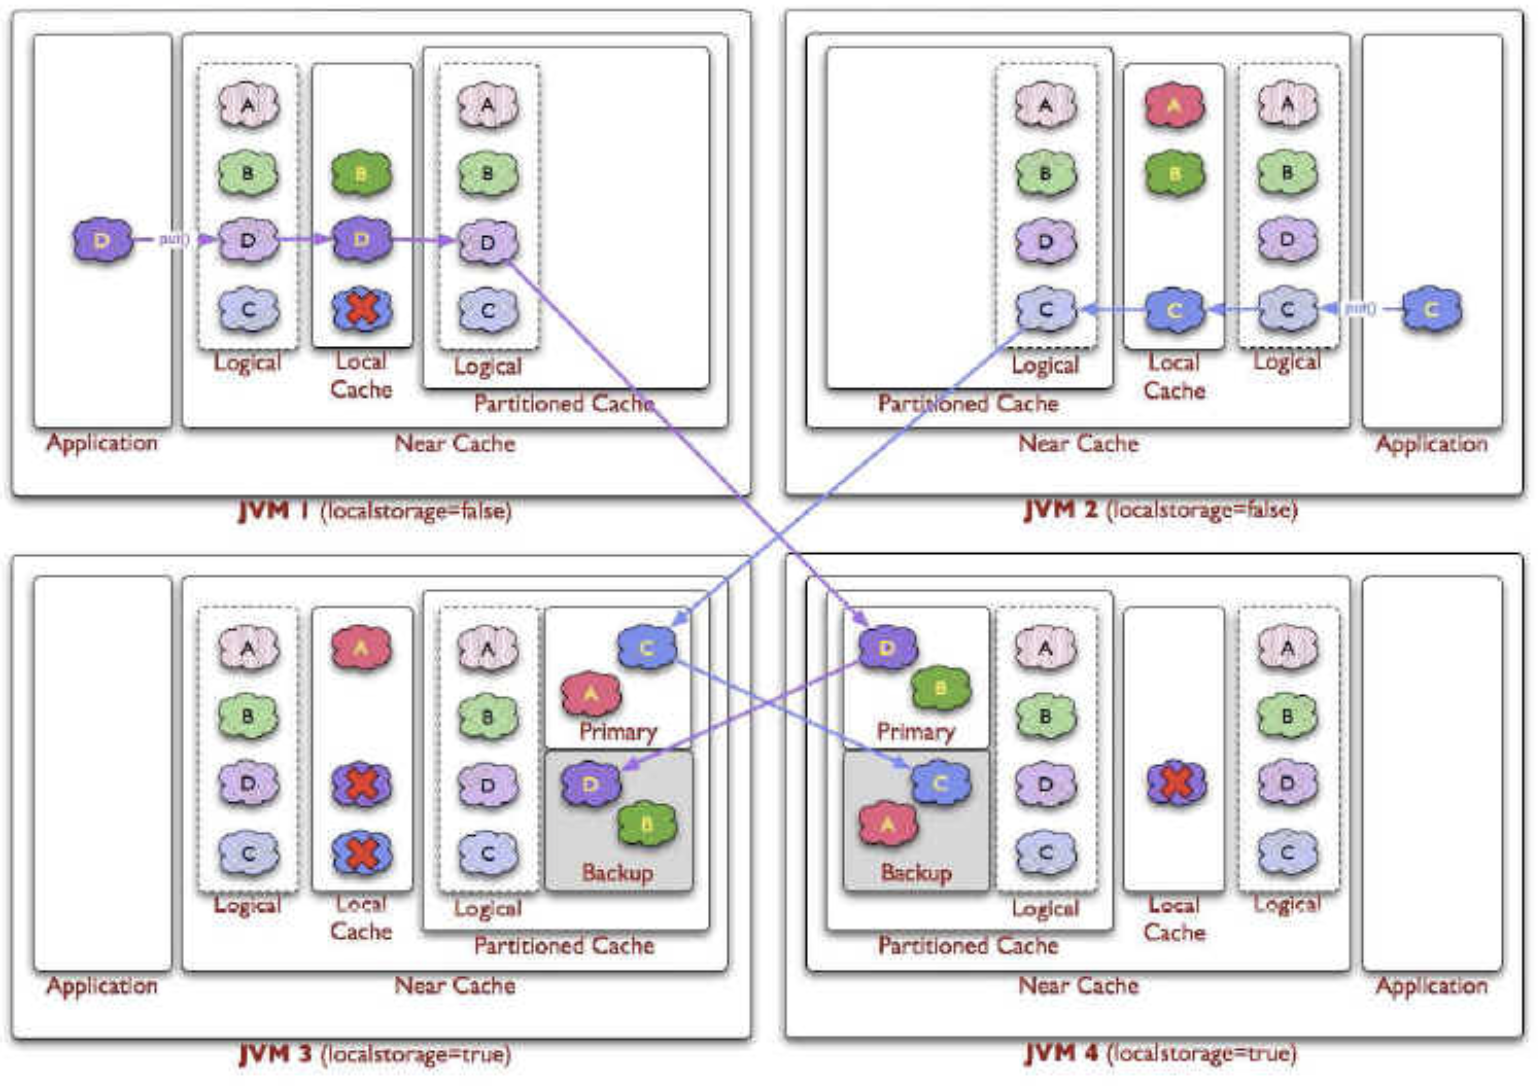 A A A A A A
B B B B B B B B
D put() D D D D D
C C C C C C put() C
Logical Local Cache Logical Logical Local Cache Logical
Partitioned Cache Partitioned Cache
Application Near Cache Near Cache Application
JVM 1 (localstorage=false) JVM 2 (localstorage=false)
A A A C D A A
A B
B B Primary Primary B B
D D D C D D
B A
C C Backup Backup C C
Logical Local Cache Logical Logical Local Cache Logical
Partitioned Cache Partitioned Cache
Application Near Cache Near Cache Application
JVM 3 (localstorage=true) JVM 4 (localstorage=true)